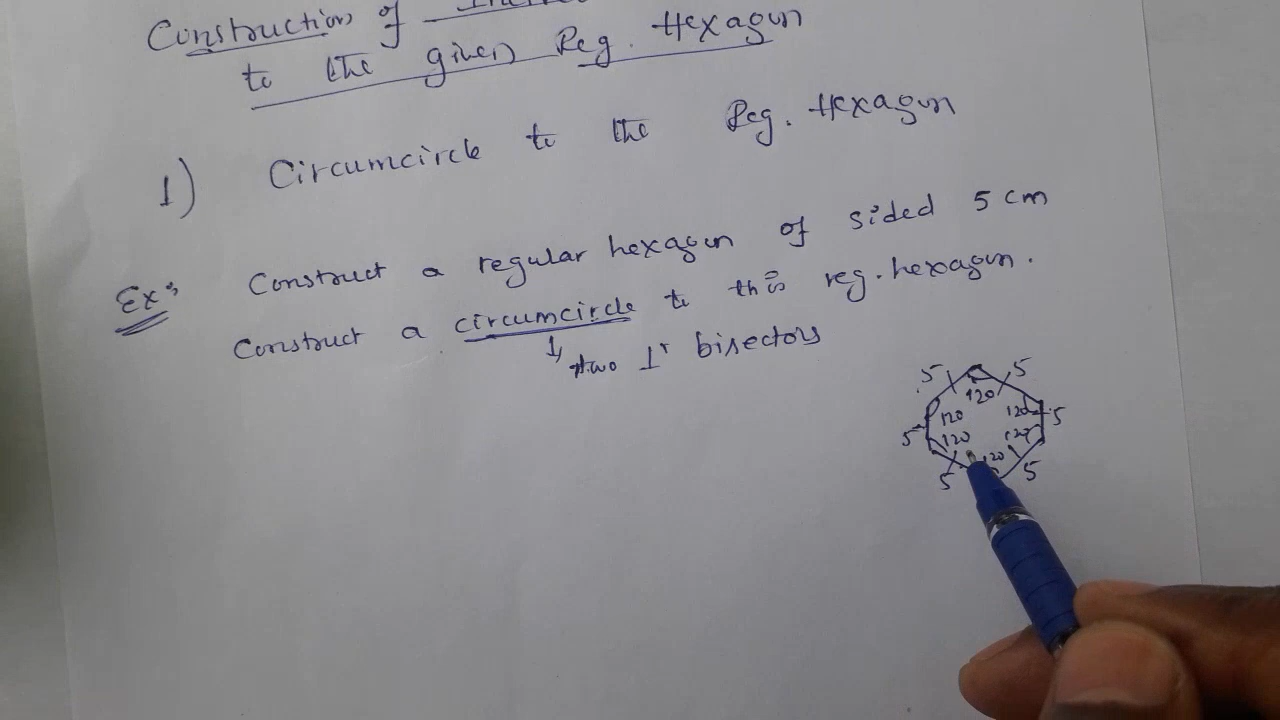 Construction of
to the given Reg. Hexagon
1) Circumcircle to the Reg. Hexagon
Ex: Construct a regular hexagon of sided 5 cm
Construct a circumcircle to this reg. hexagon.
two ⊥r bisectors
5 5
120
120 120 5
5 120 120
120
5 5